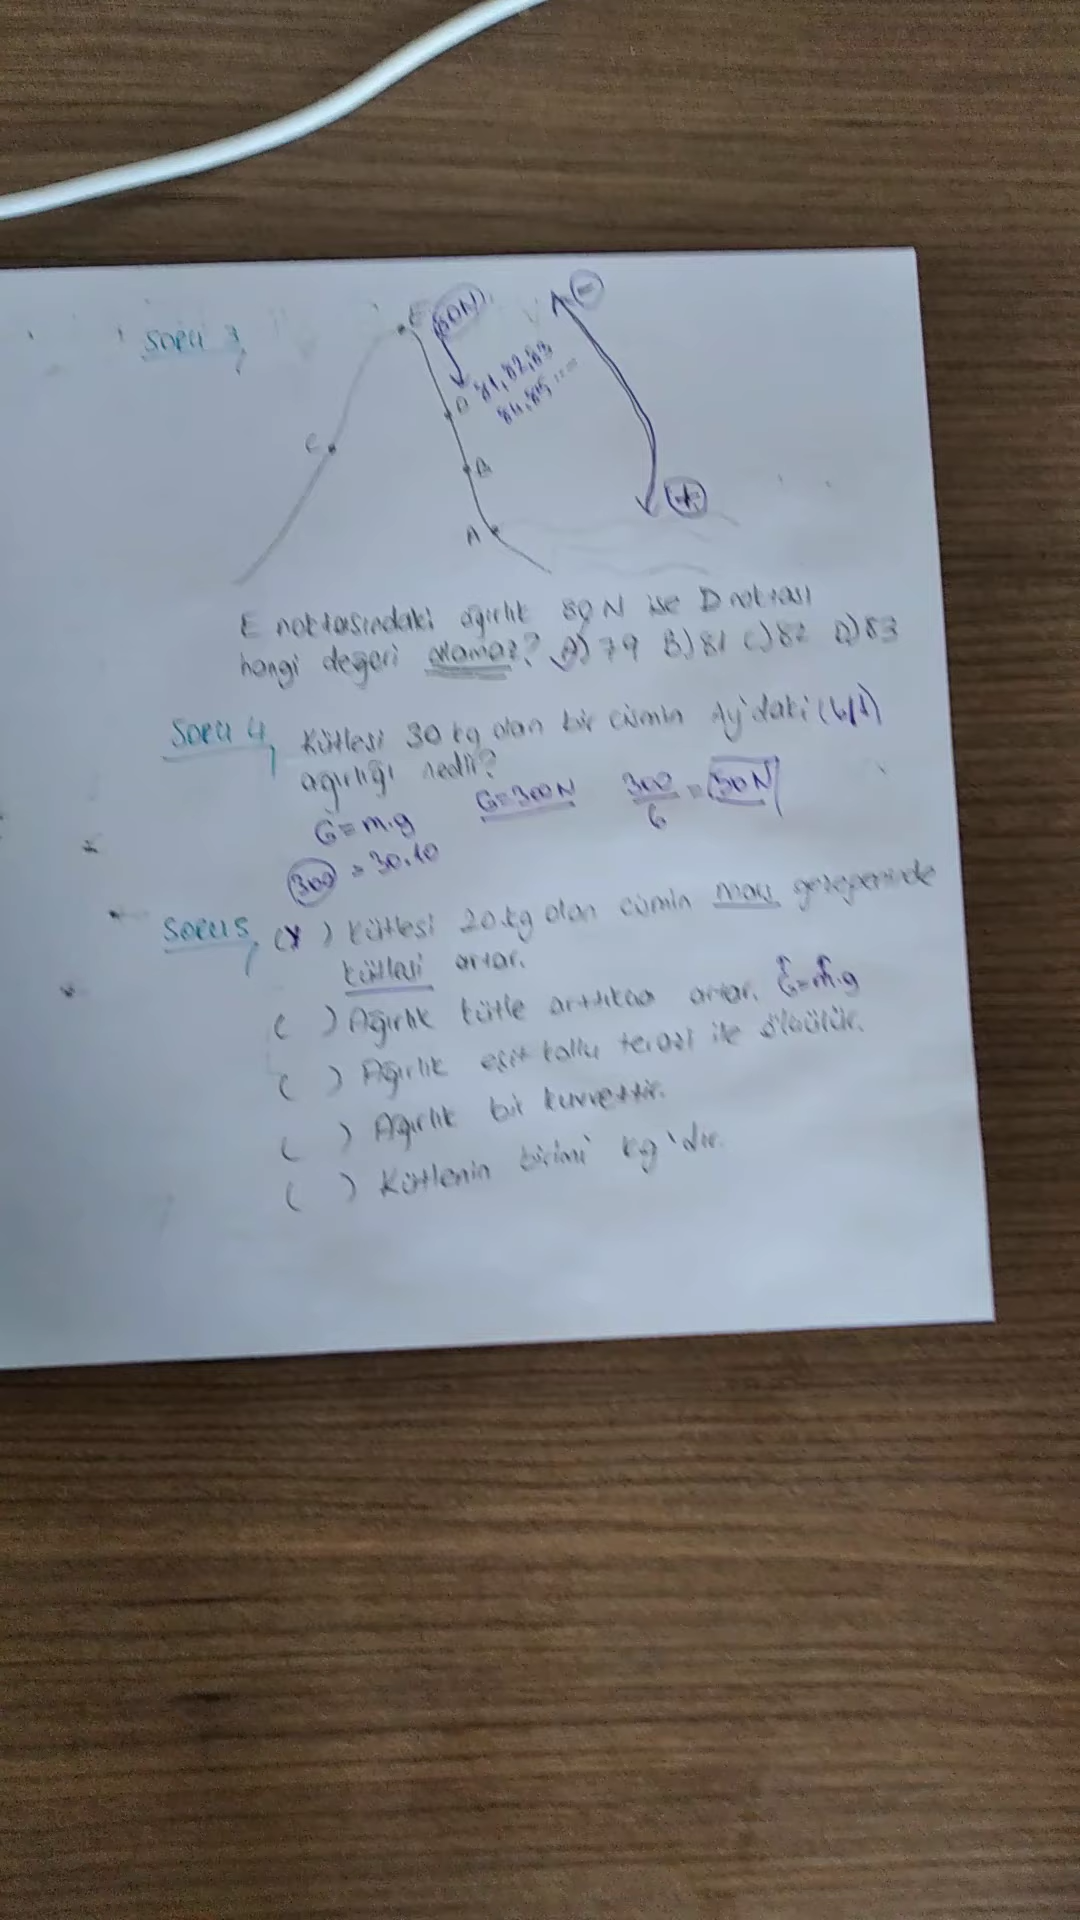 Soru 3
E
80N
-
81, 82, 83
84, 85 ...
D
C
B
+
A
E noktasındaki ağırlık 80 N ise D noktası
hangi değeri alamaz? A) 79 B) 81 C) 82 D) 83
Soru 4 Kütlesi 30 kg olan bir cismin Ay'daki (1/6)
ağırlığı nedir?
G = m.g G = 300N 300/6 = 50 N
300 = 30.10
Soru 5 (Y) Kütlesi 20 kg olan cismin mars gezegeninde
kütlesi artar.
( ) Ağırlık kütle arttıkça artar. G = m.g
( ) Ağırlık eşit kollu terazi ile ölçülür.
( ) Ağırlık bir kuvvettir.
( ) Kütlenin birimi kg'dır.